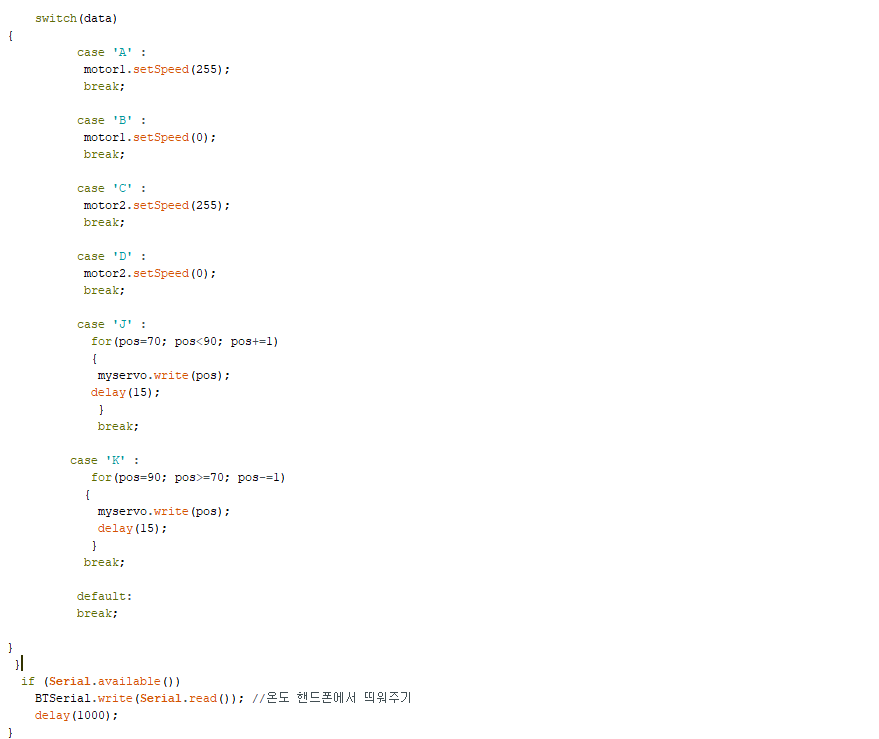 switch(data)
{
case 'A' :
motor1.setSpeed(255);
break;
case 'B' :
motor1.setSpeed(0);
break;
case 'C' :
motor2.setSpeed(255);
break;
case 'D' :
motor2.setSpeed(0);
break;
case 'J' :
for(pos=70; pos<90; pos+=1)
{
myservo.write(pos);
delay(15);
}
break;
case 'K' :
for(pos=90; pos>=70; pos-=1)
{
myservo.write(pos);
delay(15);
}
break;
default:
break;
}
}
if (Serial.available())
BTSerial.write(Serial.read()); //온도 핸드폰에서 띄워주기
delay(1000);
}